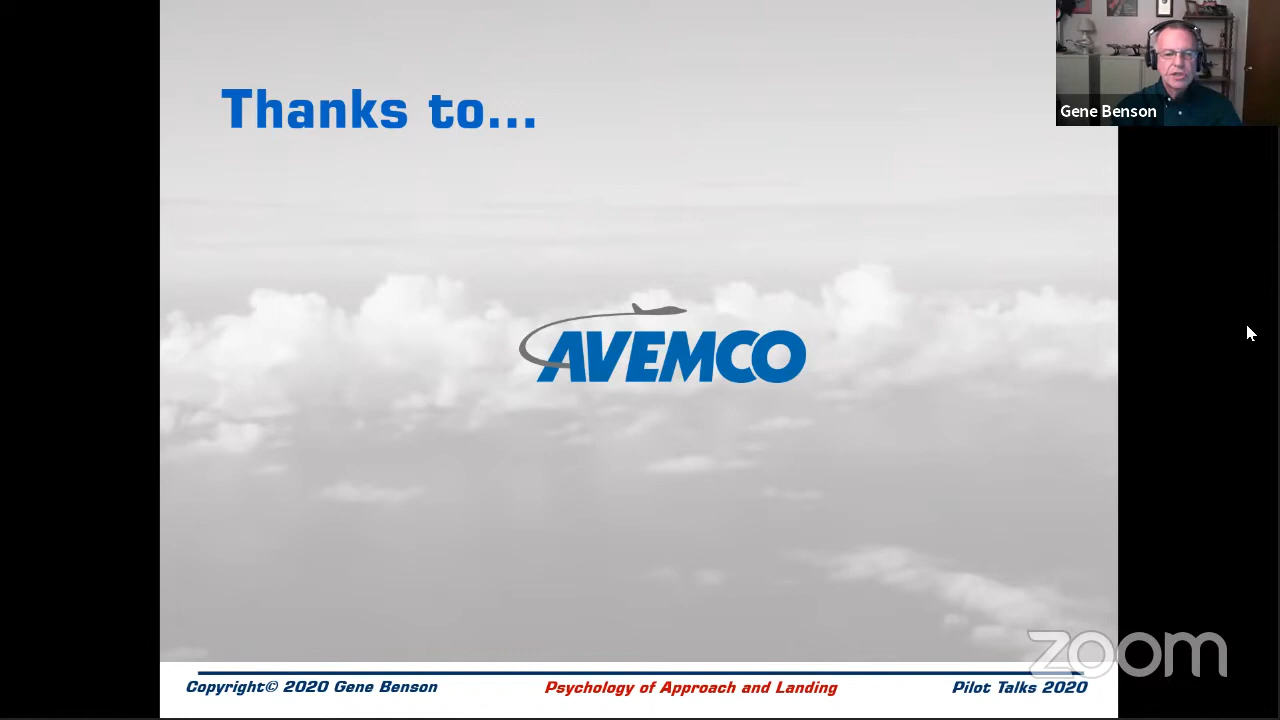 Thanks to...
Gene Benson
AVEMCO
zoom
Copyright© 2020 Gene Benson
Psychology of Approach and Landing
Pilot Talks 2020